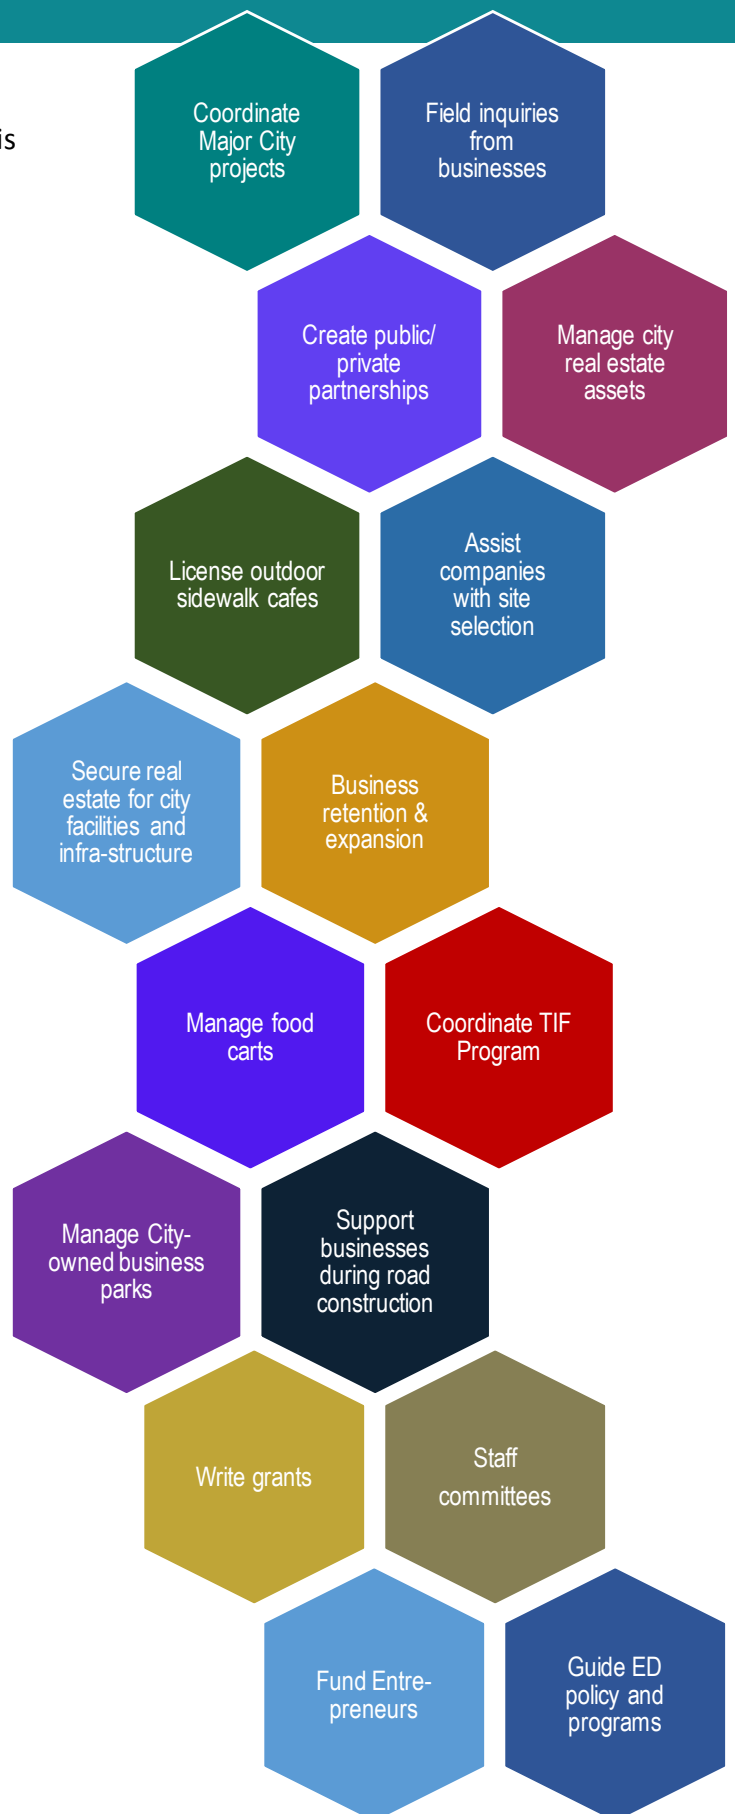 Coordinate
Major City
projects
Field inquiries
from
businesses
is
Create public/
private
partnerships
Manage city
real estate
assets
License outdoor
sidewalk cafes
Assist
companies
with site
selection
Secure real
estate for city
facilities and
infra-structure
Business
retention &
expansion
Manage food
carts
Coordinate TIF
Program
Manage City-
owned business
parks
Support
businesses
during road
construction
Write grants
Staff
committees
Fund Entre-
preneurs
Guide ED
policy and
programs